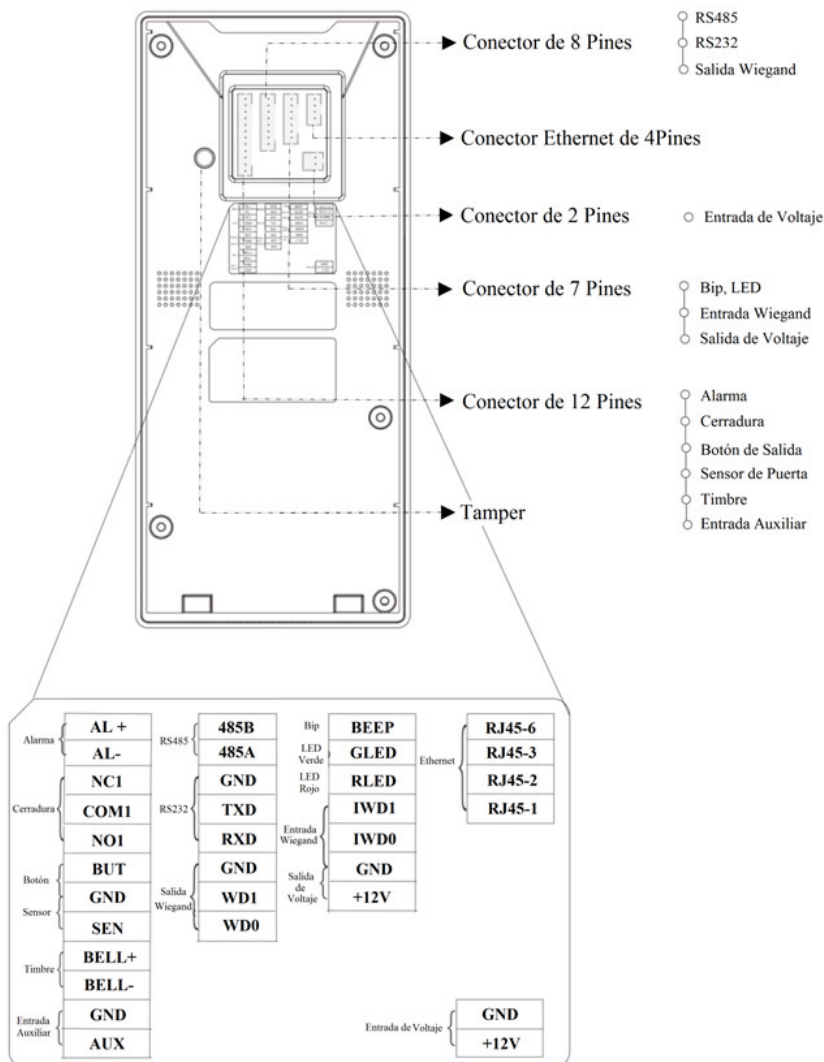 Conector de 8 Pines
RS485
RS232
Salida Wiegand
Conector Ethernet de 4Pines
Conector de 2 Pines
Entrada de Voltaje
Conector de 7 Pines
Bip, LED
Entrada Wiegand
Salida de Voltaje
Conector de 12 Pines
Alarma
Cerradura
Botón de Salida
Sensor de Puerta
Timbre
Entrada Auxiliar
Tamper
Alarma
AL +
AL-
Cerradura
NC1
COM1
NO1
Botón
BUT
GND
Sensor
SEN
Timbre
BELL+
BELL-
Entrada
Auxiliar
GND
AUX
RS485
485B
485A
RS232
GND
TXD
RXD
Salida
Wiegand
GND
WD1
WD0
Bip
BEEP
LED
Verde
GLED
LED
Rojo
RLED
Entrada
Wiegand
IWD1
IWD0
Salida
de
Voltaje
GND
+12V
Ethernet
RJ45-6
RJ45-3
RJ45-2
RJ45-1
Entrada de Voltaje
GND
+12V